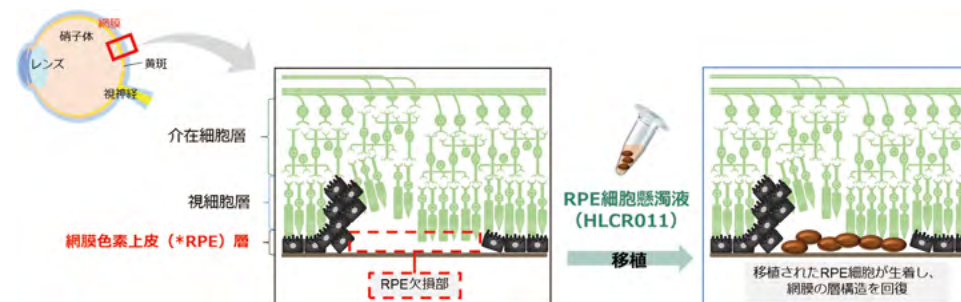 網膜
硝子体
レンズ
黄斑
視神経
介在細胞層
視細胞層
網膜色素上皮（*RPE）層
RPE欠損部
RPE細胞懸濁液
（HLCR011）
移植
移植されたRPE細胞が生着し、
網膜の層構造を回復